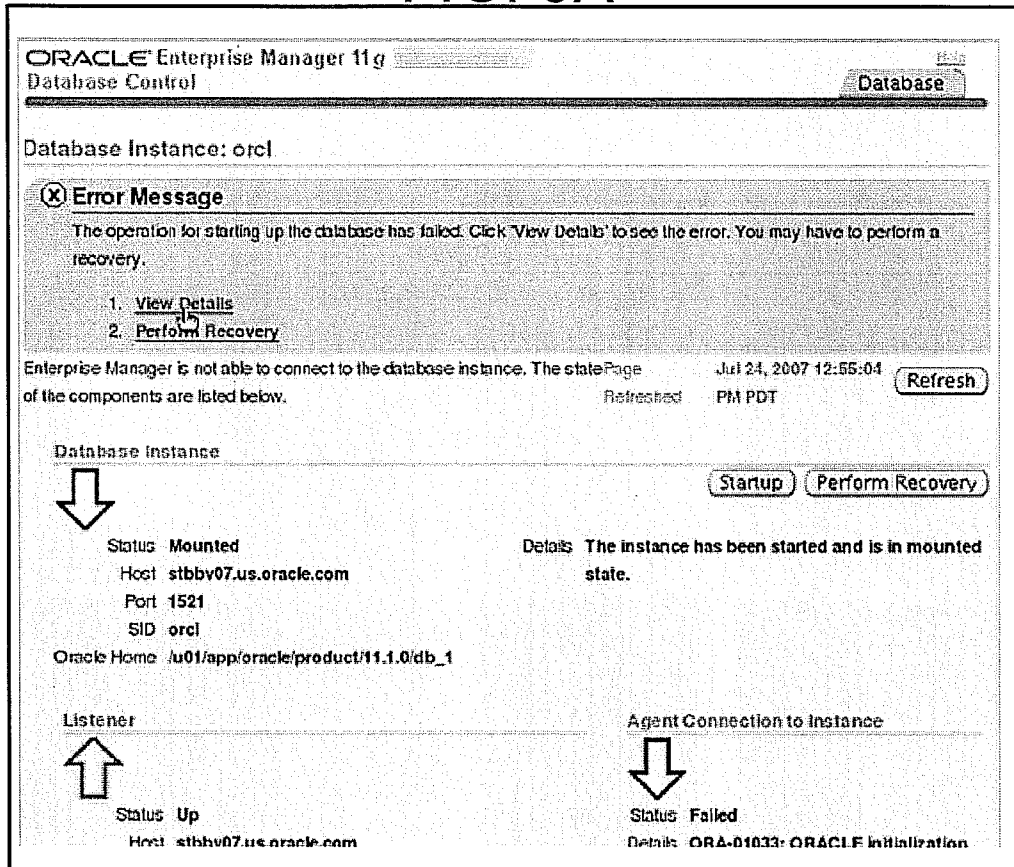 ORACLE Enterprise Manager 11g
Help
Database Control
Database
Database Instance: orcl
Error Message
The operation for starting up the database has failed. Click 'View Details' to see the error. You may have to perform a
recovery.
1. View Details
2. Perform Recovery
Enterprise Manager is not able to connect to the database instance. The state
of the components are listed below.
Page
Refreshed
Jul 24, 2007 12:55:04
PM PDT
Refresh
Database Instance
Startup
Perform Recovery
Status Mounted
Host stbbv07.us.oracle.com
Port 1521
SID orcl
Oracle Home /u01/app/oracle/product/11.1.0/db_1
Details The instance has been started and is in mounted
state.
Listener
Status Up
Host stbbv07.us.oracle.com
Agent Connection to Instance
Status Failed
Details ORA-01033: ORACLE initialization